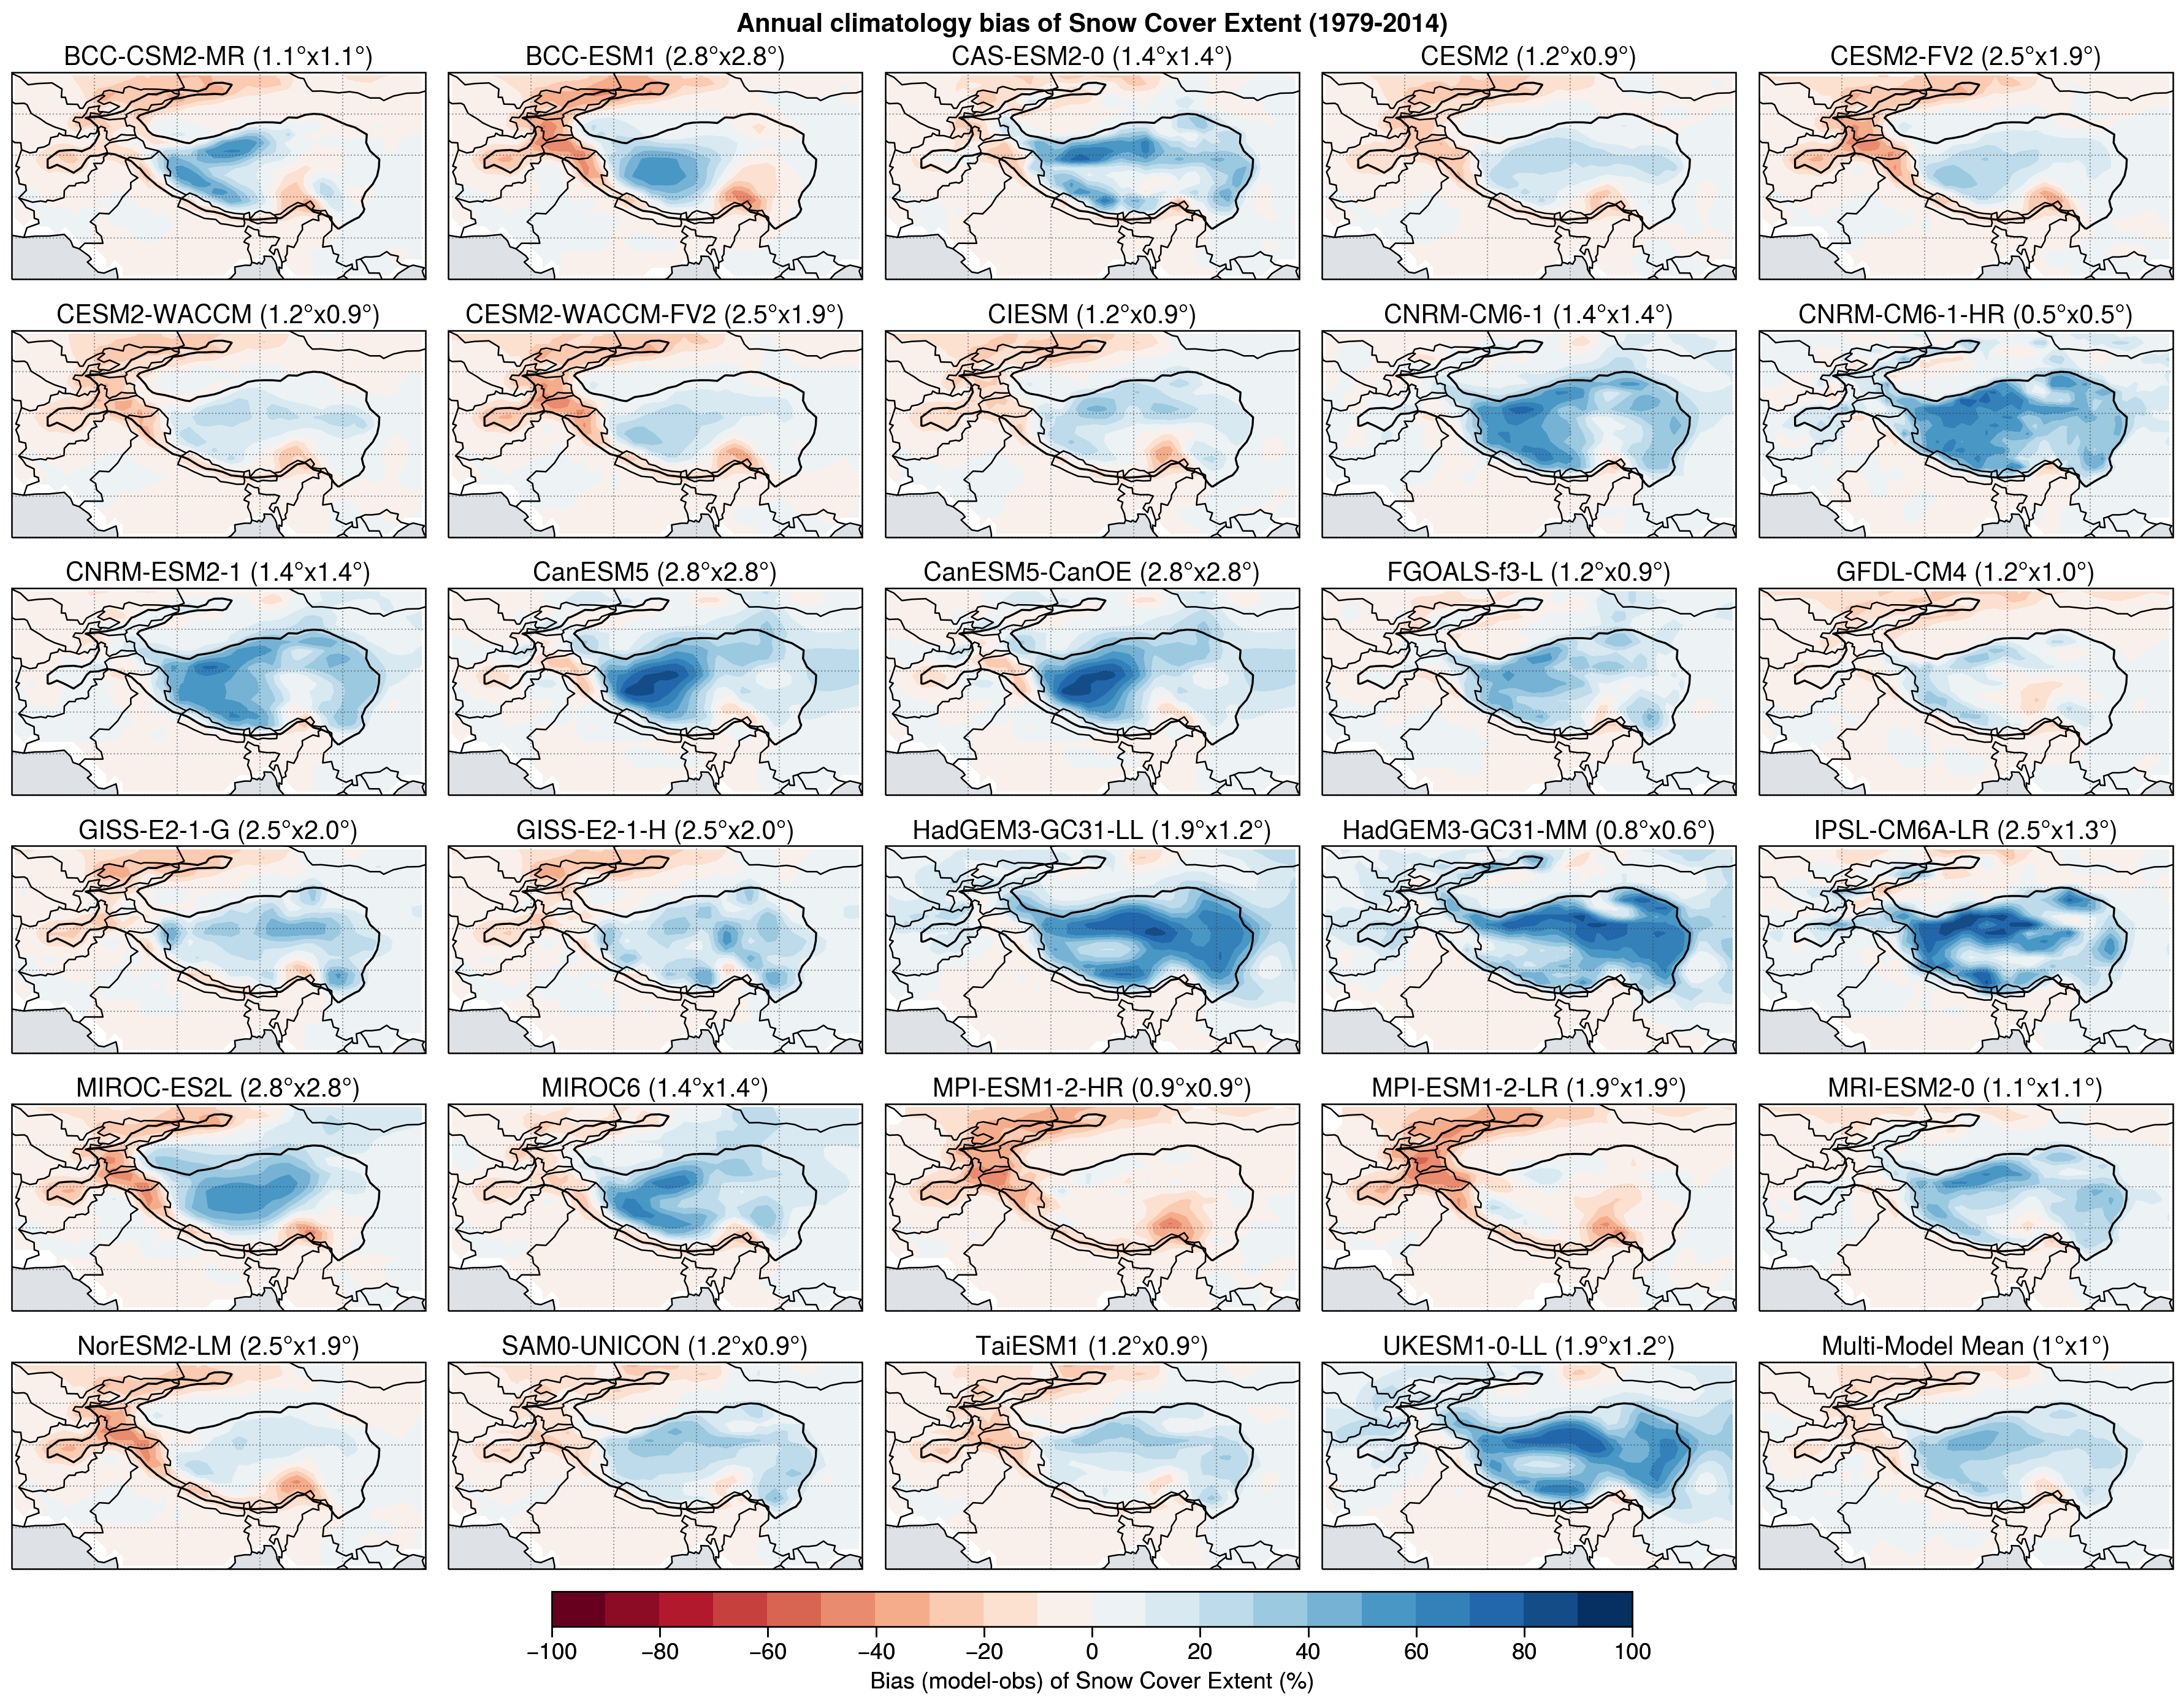 Annual climatology bias of Snow Cover Extent (1979-2014)
BCC-CSM2-MR (1.1°x1.1°)
BCC-ESM1 (2.8°x2.8°)
CAS-ESM2-0 (1.4°x1.4°)
CESM2 (1.2°x0.9°)
CESM2-FV2 (2.5°x1.9°)
CESM2-WACCM (1.2°x0.9°)
CESM2-WACCM-FV2 (2.5°x1.9°)
CIESM (1.2°x0.9°)
CNRM-CM6-1 (1.4°x1.4°)
CNRM-CM6-1-HR (0.5°x0.5°)
CNRM-ESM2-1 (1.4°x1.4°)
CanESM5 (2.8°x2.8°)
CanESM5-CanOE (2.8°x2.8°)
FGOALS-f3-L (1.2°x0.9°)
GFDL-CM4 (1.2°x1.0°)
GISS-E2-1-G (2.5°x2.0°)
GISS-E2-1-H (2.5°x2.0°)
HadGEM3-GC31-LL (1.9°x1.2°)
HadGEM3-GC31-MM (0.8°x0.6°)
IPSL-CM6A-LR (2.5°x1.3°)
MIROC-ES2L (2.8°x2.8°)
MIROC6 (1.4°x1.4°)
MPI-ESM1-2-HR (0.9°x0.9°)
MPI-ESM1-2-LR (1.9°x1.9°)
MRI-ESM2-0 (1.1°x1.1°)
NorESM2-LM (2.5°x1.9°)
SAM0-UNICON (1.2°x0.9°)
TaiESM1 (1.2°x0.9°)
UKESM1-0-LL (1.9°x1.2°)
Multi-Model Mean (1°x1°)
−100 −80 −60 −40 −20 0 20 40 60 80 100
Bias (model-obs) of Snow Cover Extent (%)